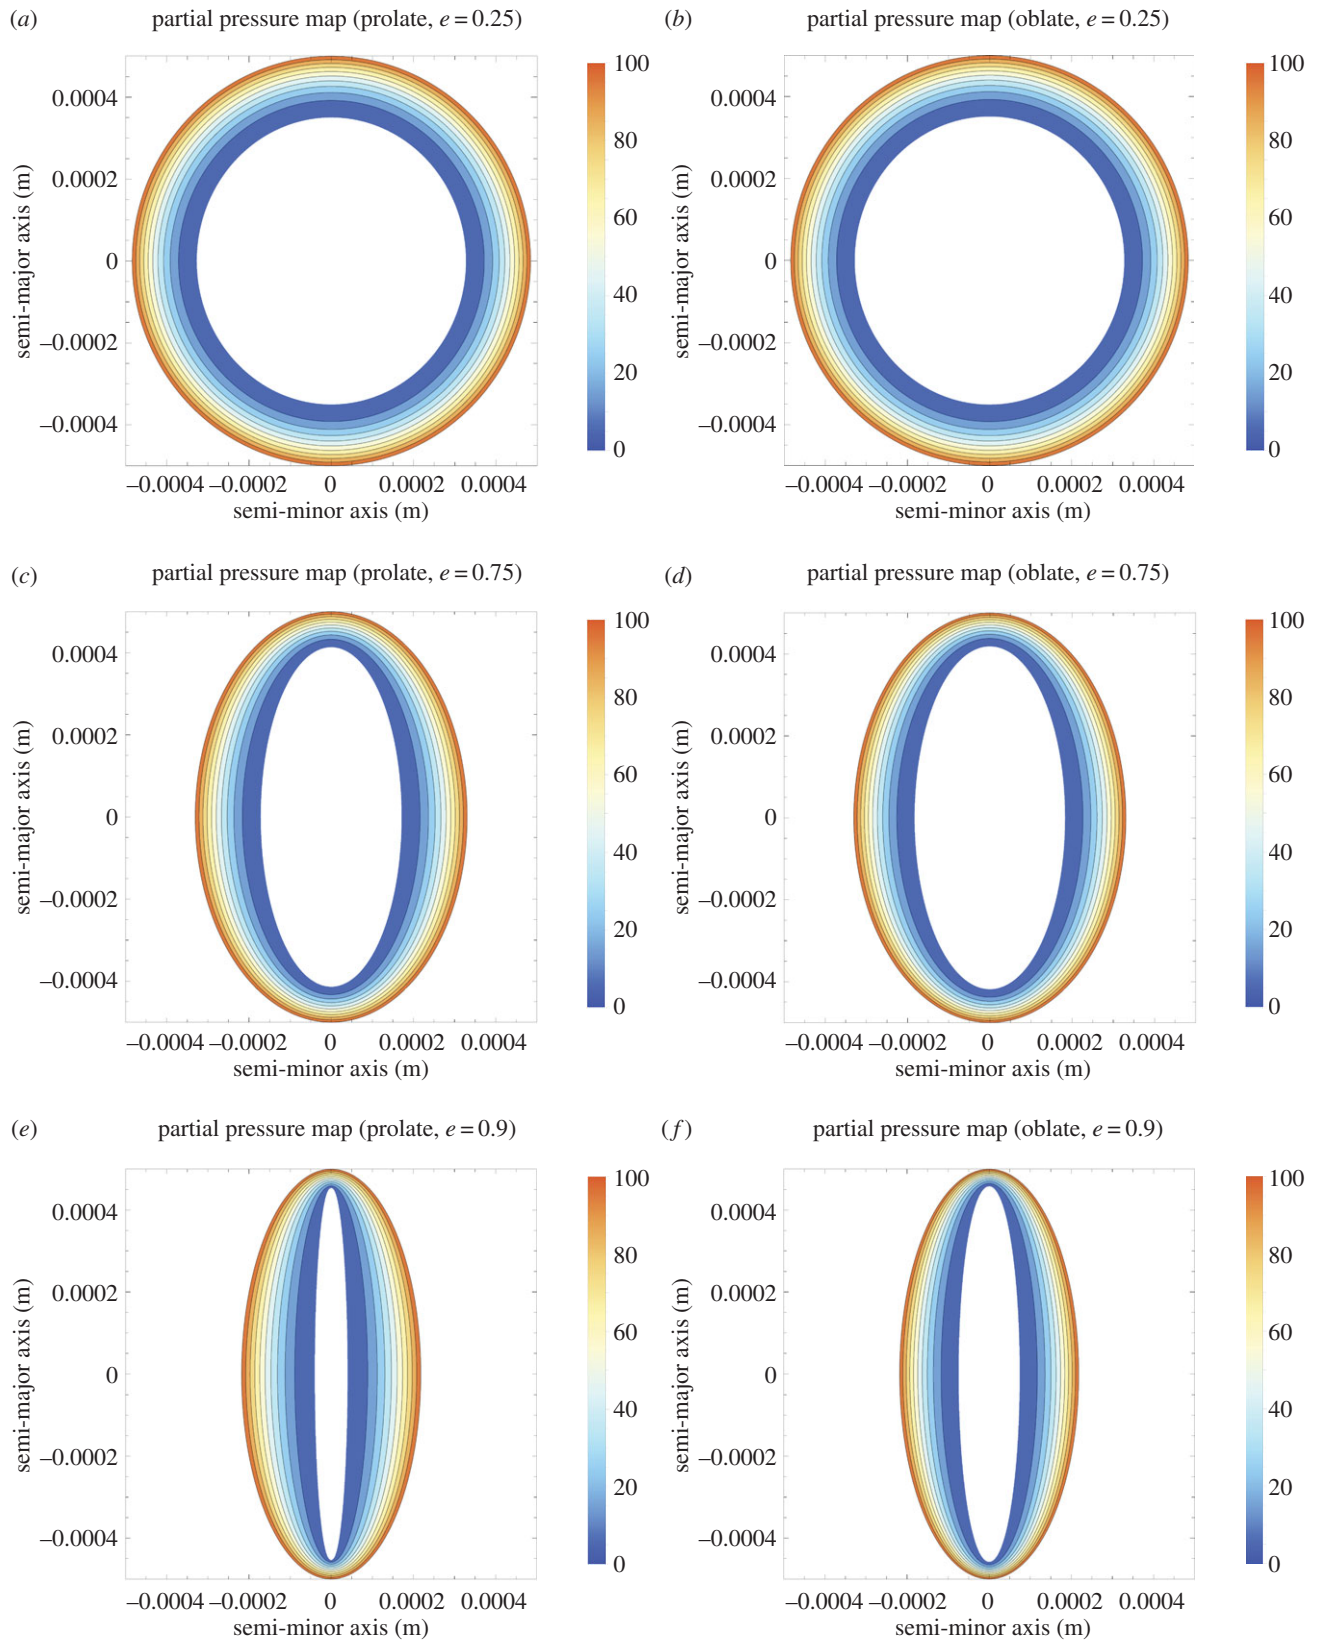 (a) partial pressure map (prolate, e = 0.25)
100
80
60
40
20
0
0.0004
0.0002
0
–0.0002
–0.0004
semi-major axis (m)
–0.0004 –0.0002 0 0.0002 0.0004
semi-minor axis (m)
(b) partial pressure map (oblate, e = 0.25)
100
80
60
40
20
0
0.0004
0.0002
0
–0.0002
–0.0004
semi-major axis (m)
–0.0004 –0.0002 0 0.0002 0.0004
semi-minor axis (m)
(c) partial pressure map (prolate, e = 0.75)
100
80
60
40
20
0
0.0004
0.0002
0
–0.0002
–0.0004
semi-major axis (m)
–0.0004 –0.0002 0 0.0002 0.0004
semi-minor axis (m)
(d) partial pressure map (oblate, e = 0.75)
100
80
60
40
20
0
0.0004
0.0002
0
–0.0002
–0.0004
semi-major axis (m)
–0.0004 –0.0002 0 0.0002 0.0004
semi-minor axis (m)
(e) partial pressure map (prolate, e = 0.9)
100
80
60
40
20
0
0.0004
0.0002
0
–0.0002
–0.0004
semi-major axis (m)
–0.0004 –0.0002 0 0.0002 0.0004
semi-minor axis (m)
(f) partial pressure map (oblate, e = 0.9)
100
80
60
40
20
0
0.0004
0.0002
0
–0.0002
–0.0004
semi-major axis (m)
–0.0004 –0.0002 0 0.0002 0.0004
semi-minor axis (m)